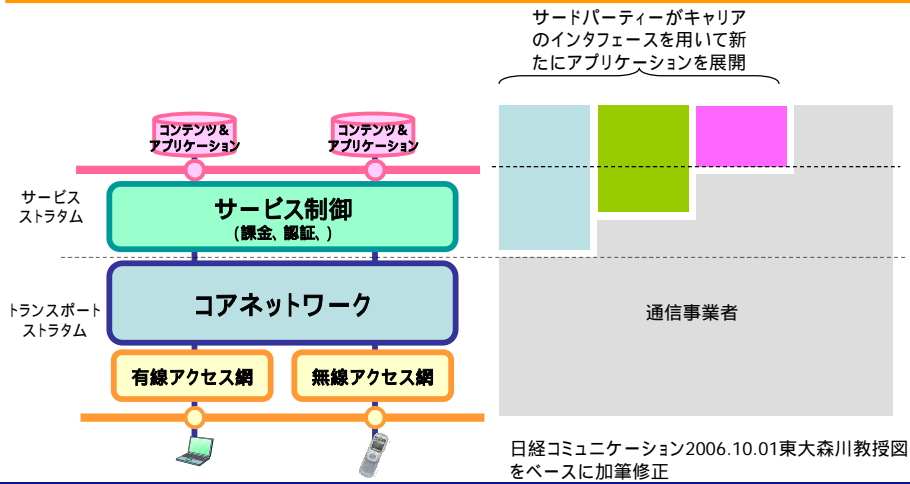 サードパーティーがキャリア
のインタフェースを用いて新
たにアプリケーションを展開
コンテンツ&
アプリケーション
コンテンツ&
アプリケーション
サービス
ストラタム
サービス制御
(課金、認証、)
トランスポート
ストラタム
コアネットワーク
通信事業者
有線アクセス網
無線アクセス網
日経コミュニケーション2006.10.01東大森川教授図
をベースに加筆修正